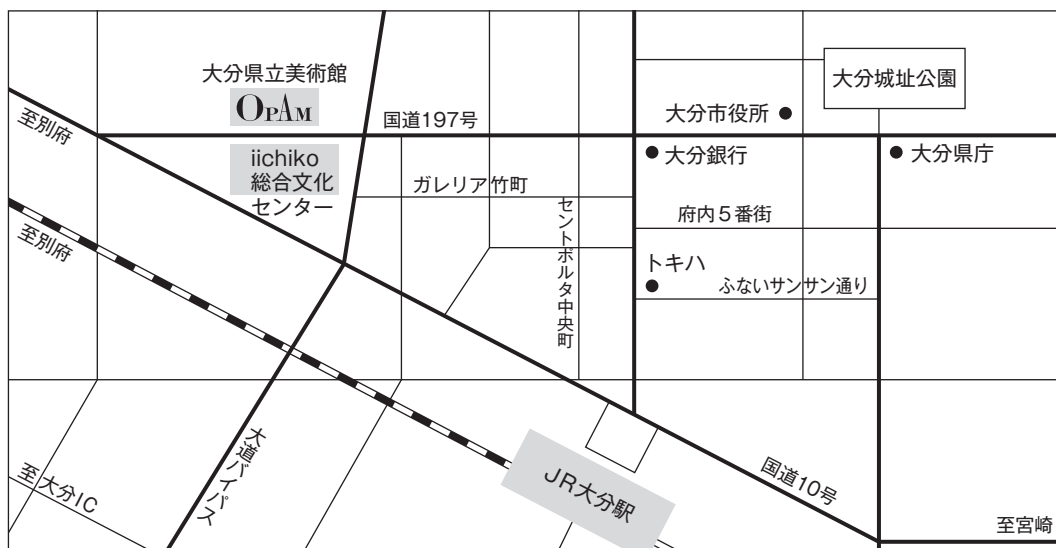 大分県立美術館
OPAM
至別府
国道197号
大分市役所
大分城址公園
iichiko
総合文化
センター
ガレリア竹町
大分銀行
大分県庁
至別府
セントポルタ中央町
府内5番街
トキハ
ふないサンサン通り
大道バイパス
至大分IC
JR大分駅
国道10号
至宮崎